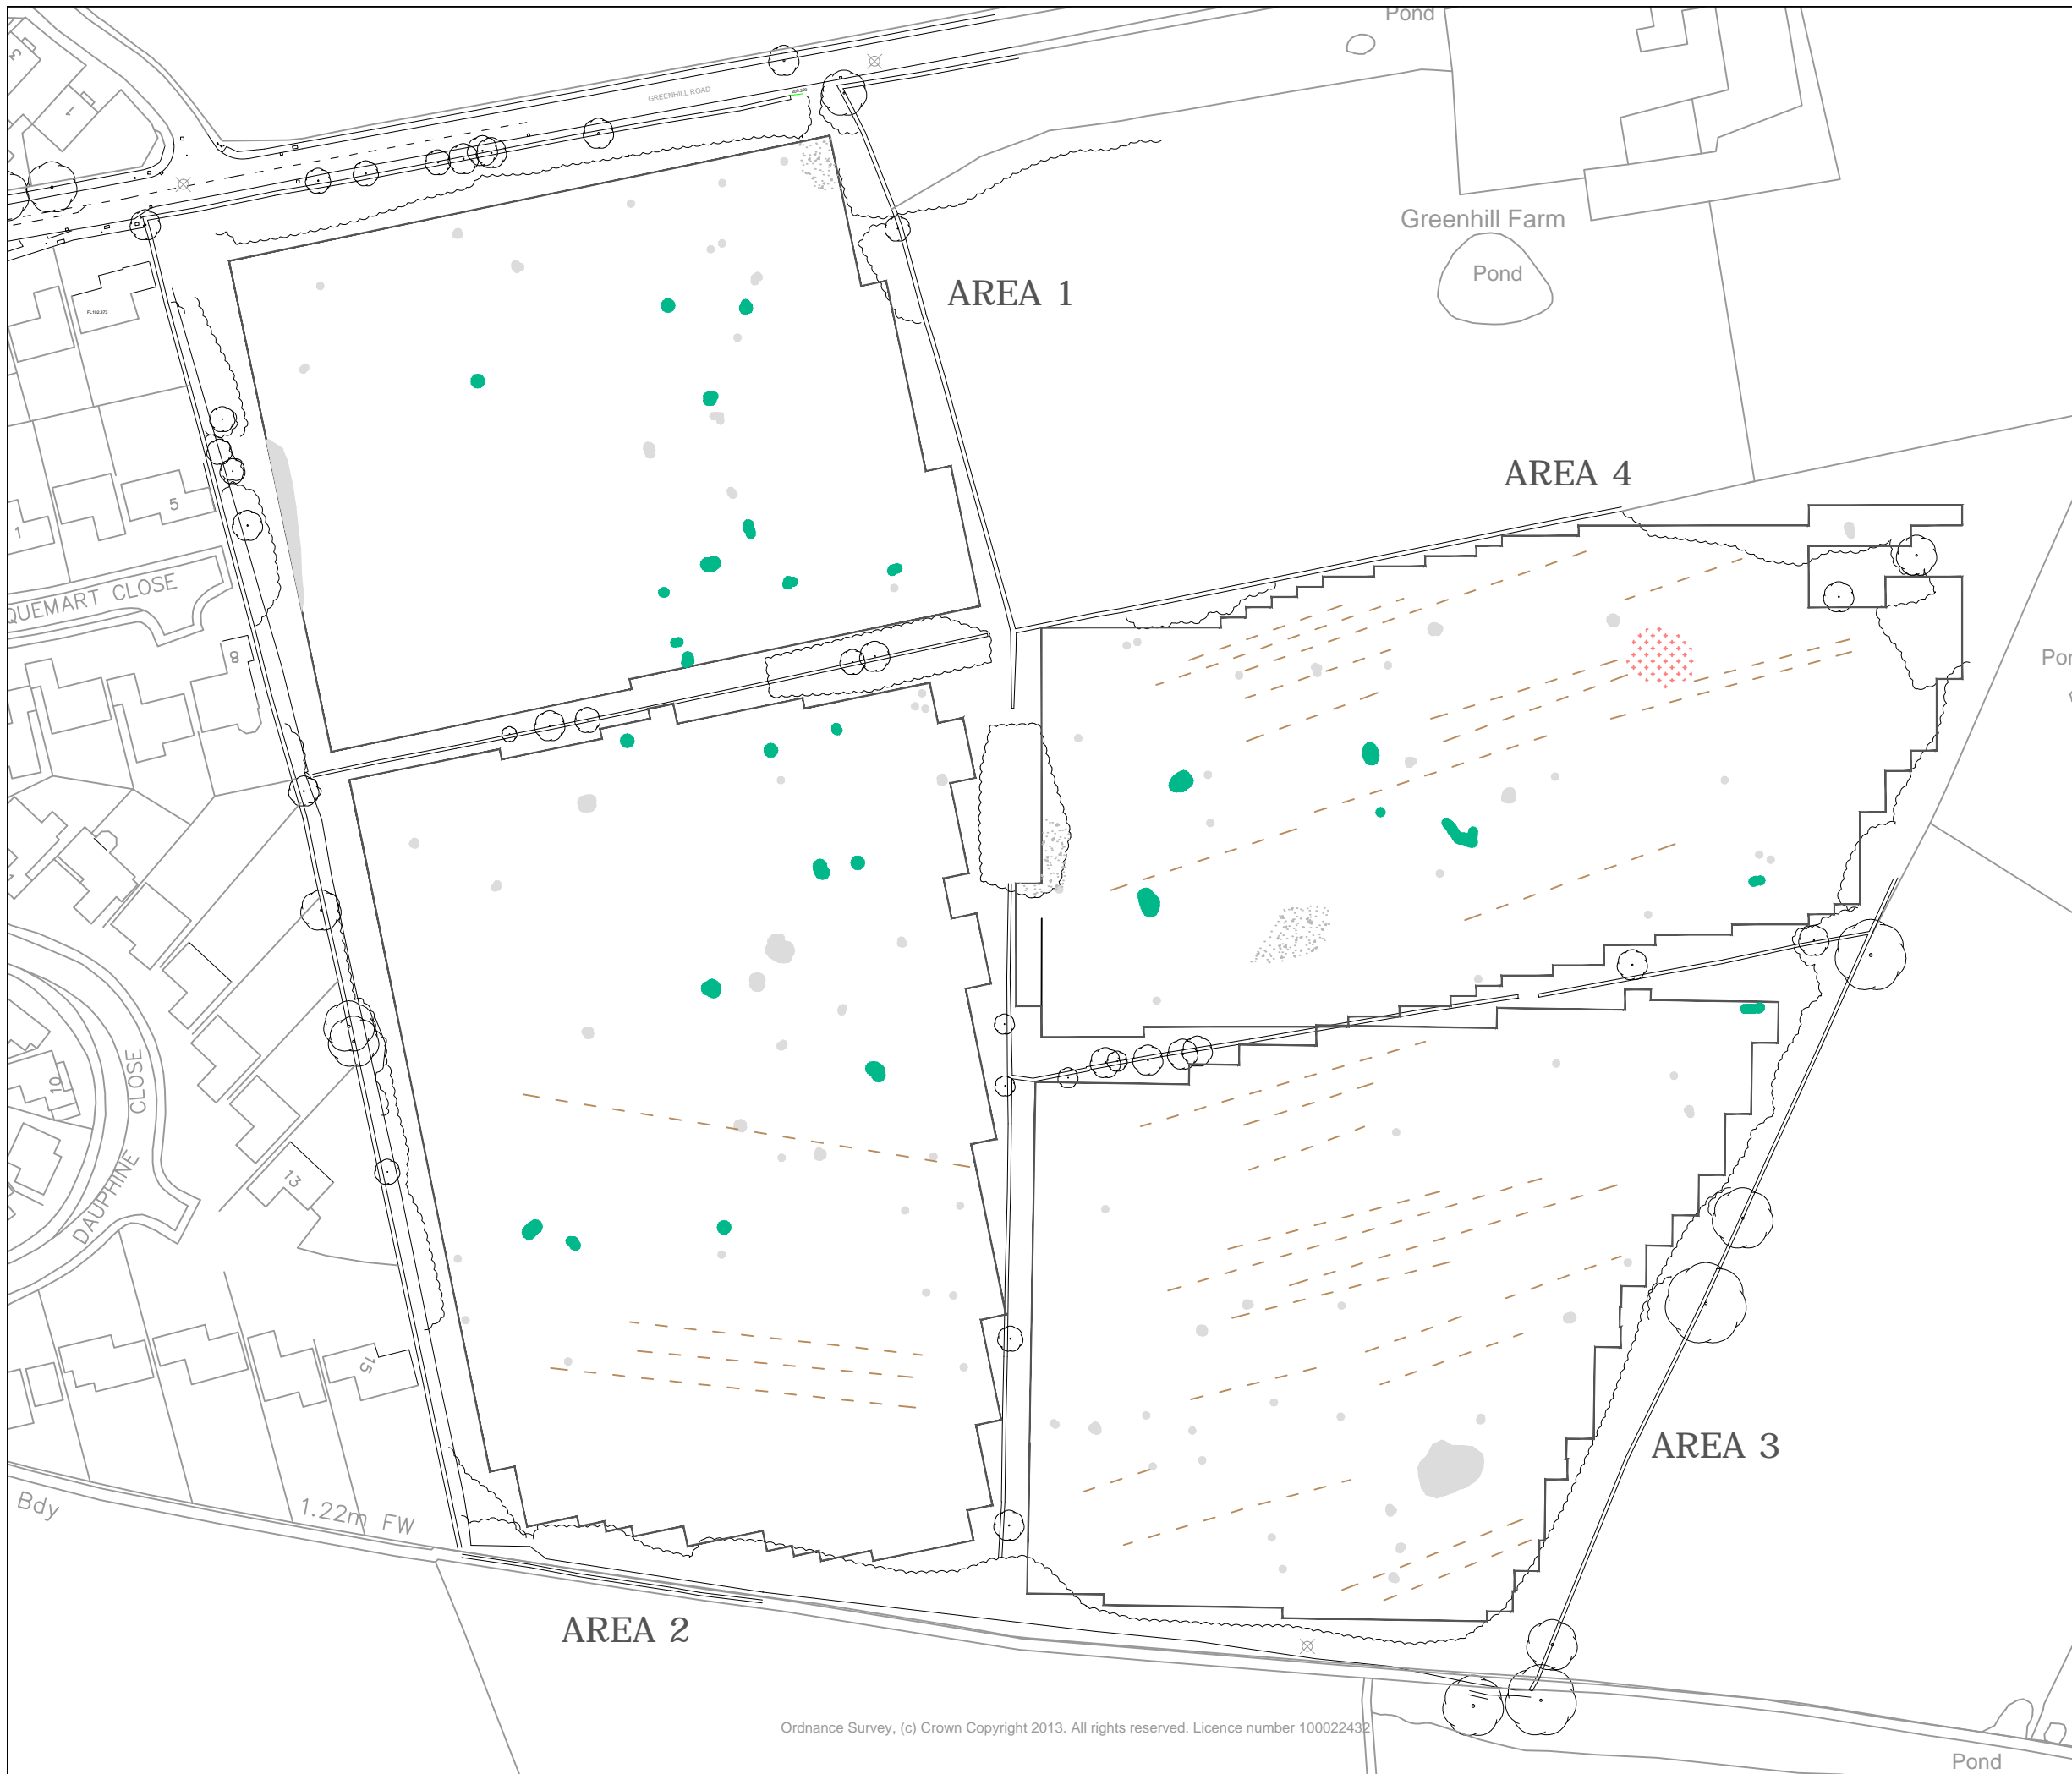 Pond
3
1
GREENHILL ROAD
Greenhill Farm
Pond
AREA 1
AREA 4
5
1
QUEMART CLOSE
8
Por
10
CLOSE
DAUPHINE
13
15
AREA 3
Bdy
1.22m FW
AREA 2
Ordnance Survey, (c) Crown Copyright 2013. All rights reserved. Licence number 100022432
Pond